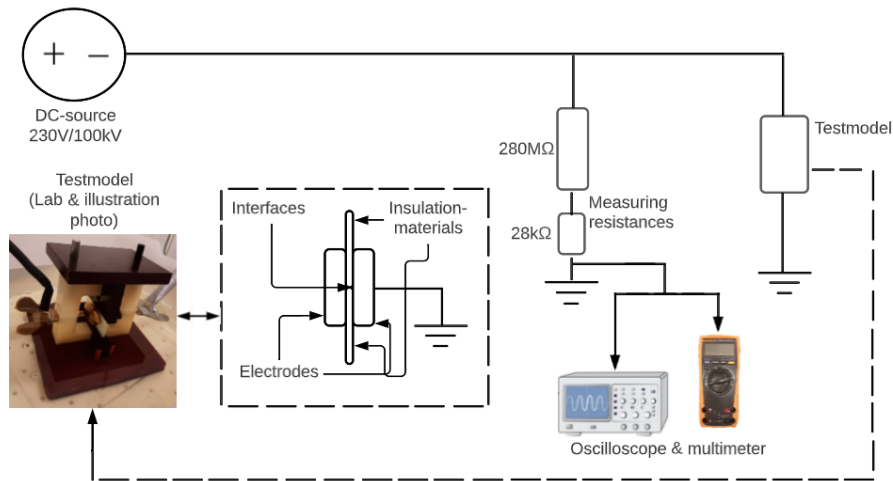 + −
DC-source
230V/100kV
Testmodel
(Lab & illustration
photo)
Interfaces
Insulation-
materials
Electrodes
280MΩ
28kΩ
Measuring
resistances
Testmodel
Oscilloscope & multimeter